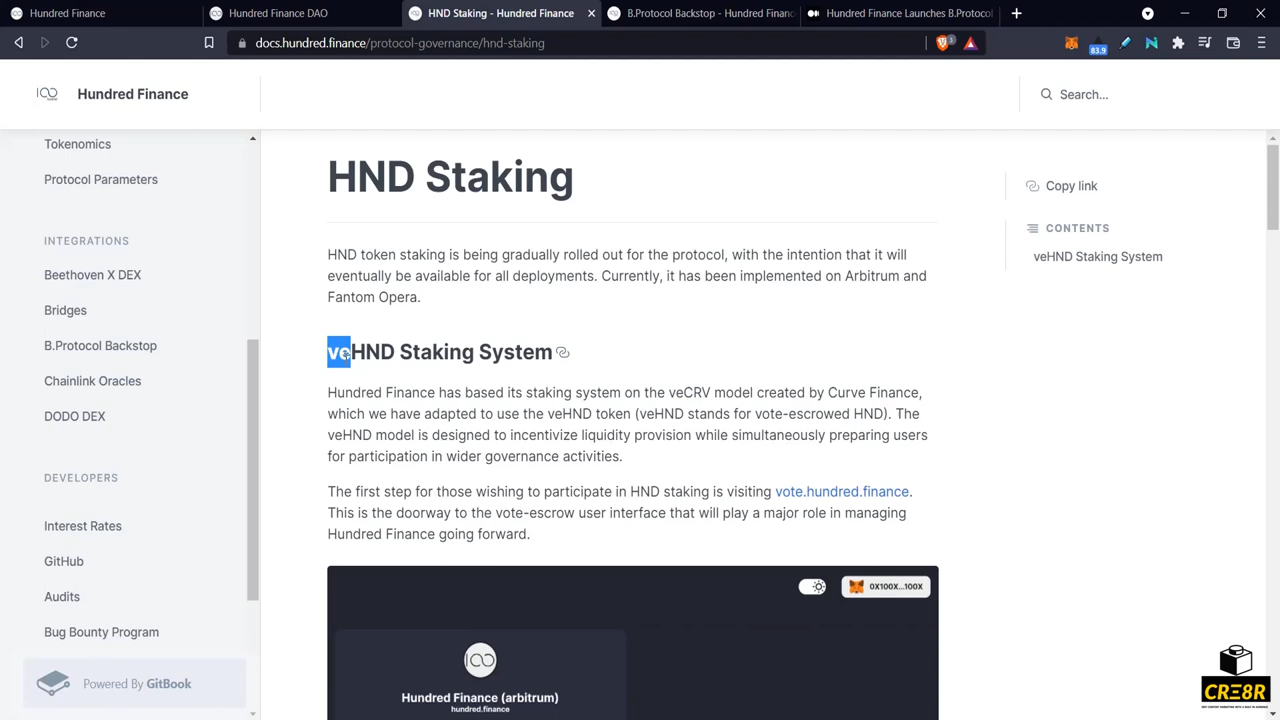 Hundred Finance
Hundred Finance DAO
HND Staking - Hundred Finance
B.Protocol Backstop - Hundred Financ
Hundred Finance Launches B.Protocol
docs.hundred.finance/protocol-governance/hnd-staking
3
83.9
100
Hundred Finance
Search...
Tokenomics
Protocol Parameters
INTEGRATIONS
Beethoven X DEX
Bridges
B.Protocol Backstop
Chainlink Oracles
DODO DEX
DEVELOPERS
Interest Rates
GitHub
Audits
Bug Bounty Program
Powered By GitBook
HND Staking
HND token staking is being gradually rolled out for the protocol, with the intention that it will
eventually be available for all deployments. Currently, it has been implemented on Arbitrum and
Fantom Opera.
veHND Staking System
Hundred Finance has based its staking system on the veCRV model created by Curve Finance,
which we have adapted to use the veHND token (veHND stands for vote-escrowed HND). The
veHND model is designed to incentivize liquidity provision while simultaneously preparing users
for participation in wider governance activities.
The first step for those wishing to participate in HND staking is visiting vote.hundred.finance.
This is the doorway to the vote-escrow user interface that will play a major role in managing
Hundred Finance going forward.
0X100X...100X
100
Hundred Finance (arbitrum)
hundred.finance
Copy link
CONTENTS
veHND Staking System
CRE8R